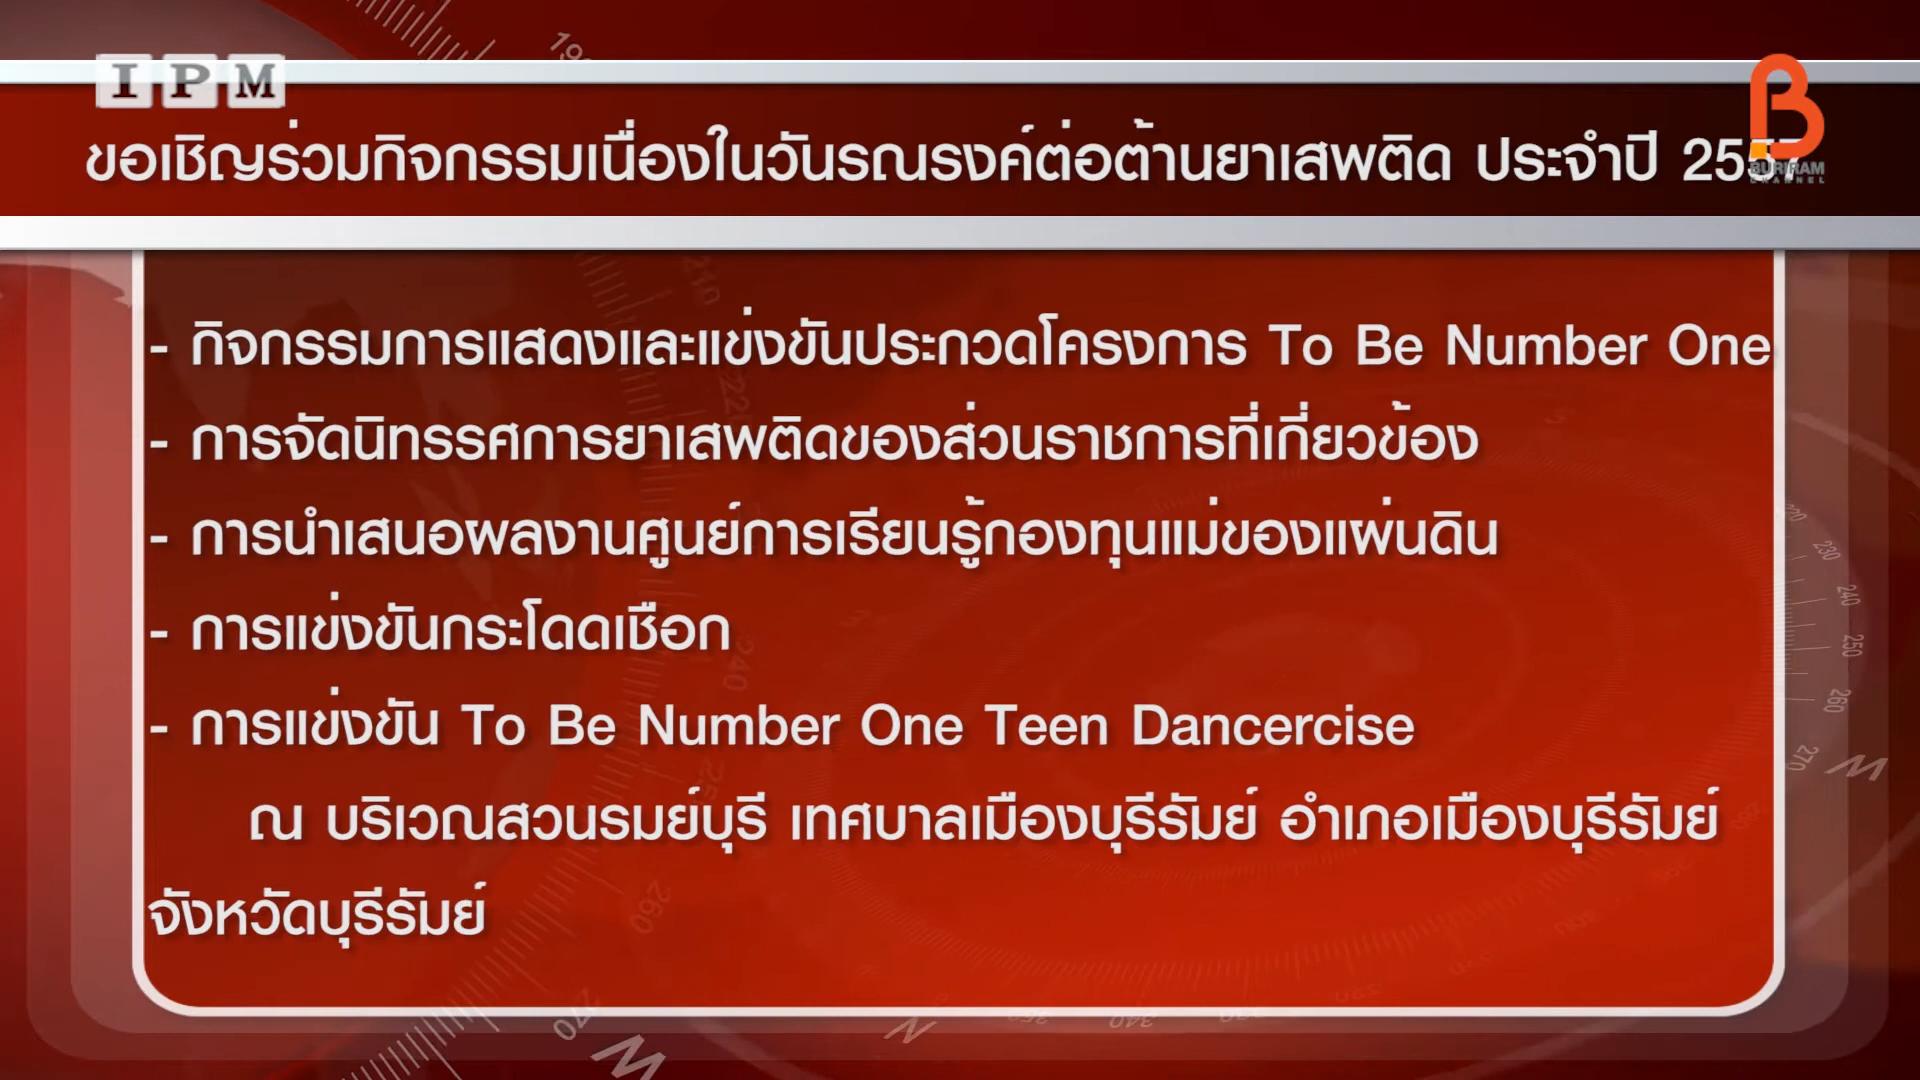 IPM
ขอเชิญร่วมกิจกรรมเนื่องในวันรณรงค์ต่อต้านยาเสพติด ประจำปี 2557
BURIRAM
CHANNEL
- กิจกรรมการแสดงและแข่งขันประกวดโครงการ To Be Number One
- การจัดนิทรรศการยาเสพติดของส่วนราชการที่เกี่ยวข้อง
- การนำเสนอผลงานศูนย์การเรียนรู้กองทุนแม่ของแผ่นดิน
- การแข่งขันกระโดดเชือก
- การแข่งขัน To Be Number One Teen Dancercise
ณ บริเวณสวนรมย์บุรี เทศบาลเมืองบุรีรัมย์ อำเภอเมืองบุรีรัมย์
จังหวัดบุรีรัมย์